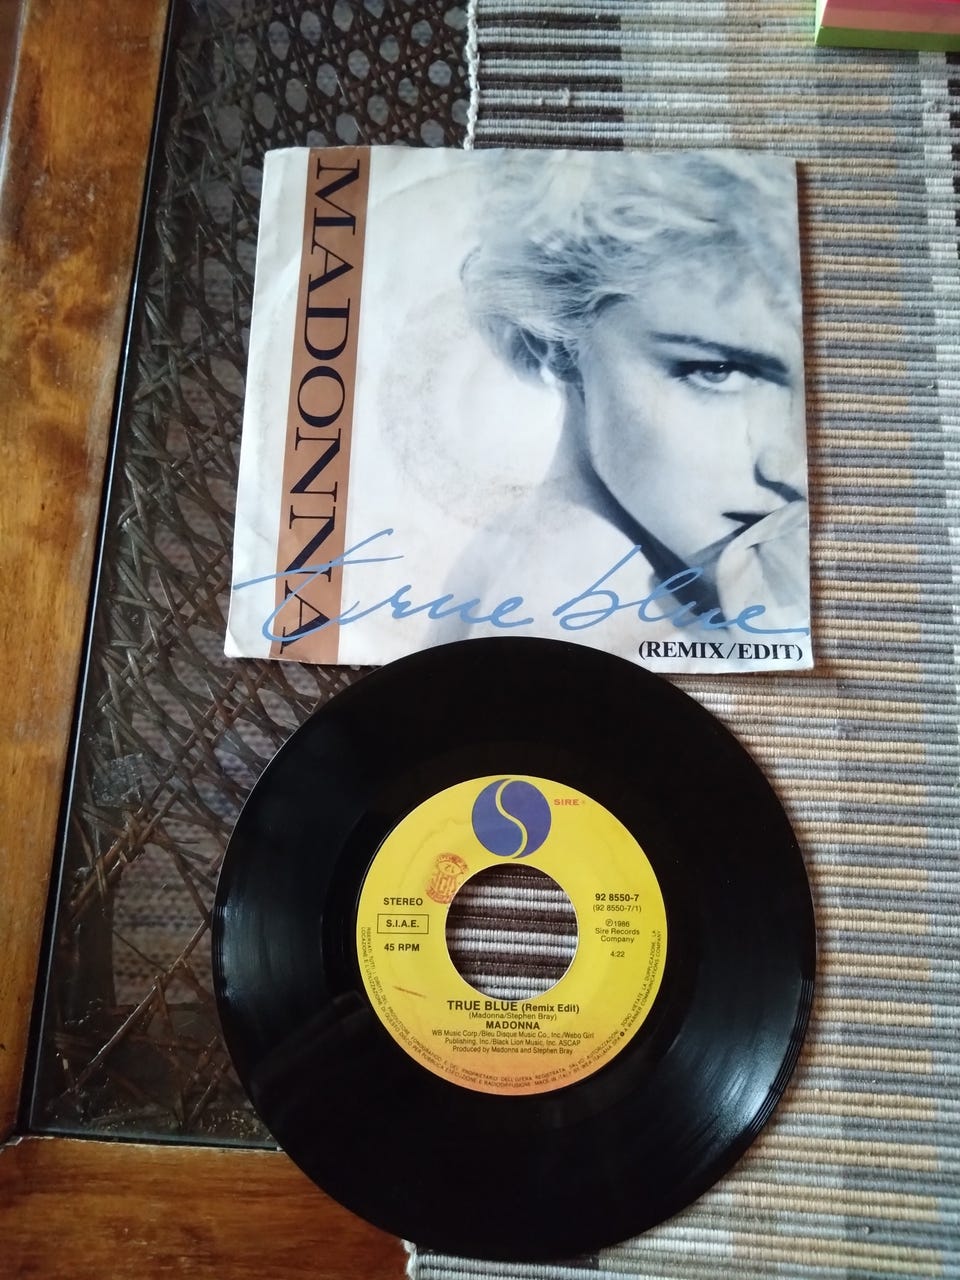 MADONNA
true blue
(REMIX/EDIT)
SIRE
STEREO
S.I.A.E.
45 RPM
92 8550-7
(92 8550-7/1)
℗1986
Sire Records
Company
4:22
TRUE BLUE (Remix Edit)
(Madonna/Stephen Bray)
MADONNA
WB Music Corp./Bleu Disque Music Co., Inc./Webo Girl
Publishing, Inc./Black Lion Music, Inc. ASCAP
Produced by Madonna and Stephen Bray